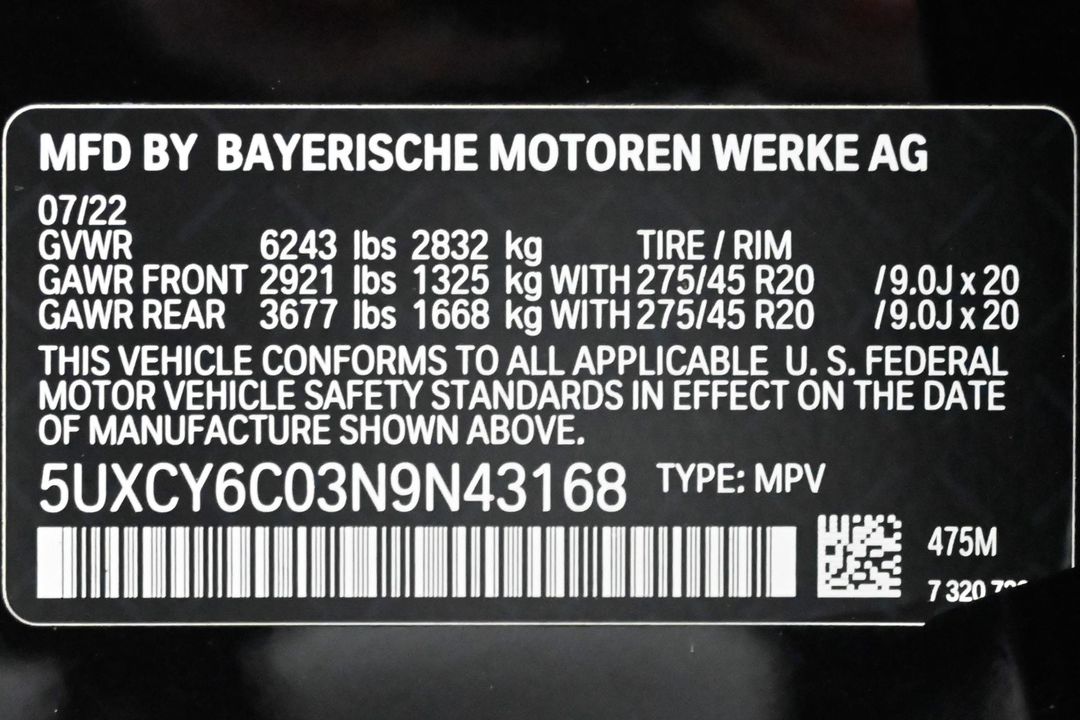 MFD BY BAYERISCHE MOTOREN WERKE AG
07/22
GVWR 6243 lbs 2832 kg TIRE / RIM
GAWR FRONT 2921 lbs 1325 kg WITH 275/45 R20 / 9.0J x 20
GAWR REAR 3677 lbs 1668 kg WITH 275/45 R20 / 9.0J x 20
THIS VEHICLE CONFORMS TO ALL APPLICABLE U. S. FEDERAL
MOTOR VEHICLE SAFETY STANDARDS IN EFFECT ON THE DATE
OF MANUFACTURE SHOWN ABOVE.
5UXCY6C03N9N43168 TYPE: MPV
475M
7 320